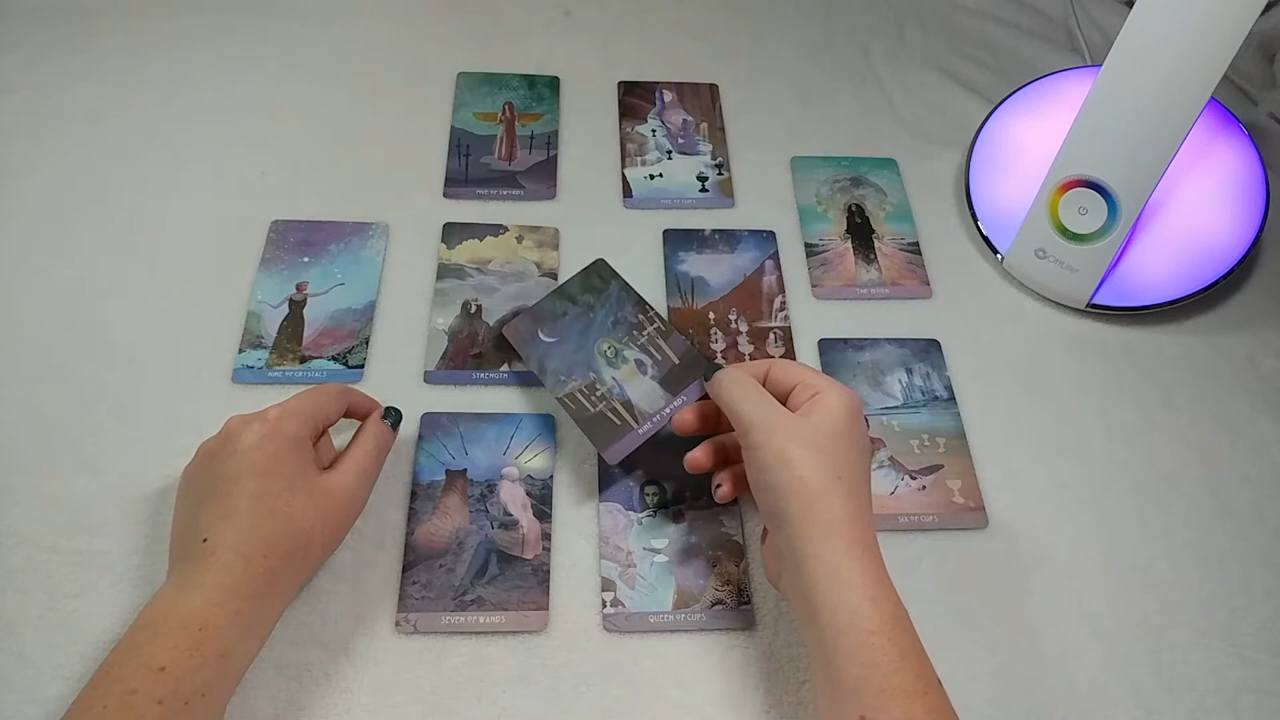 FIVE OF SWORDS
FIVE OF CUPS
THE MOON
NINE OF CRYSTALS
STRENGTH
NINE OF SWORDS
SIX OF CUPS
SEVEN OF WANDS
QUEEN OF CUPS